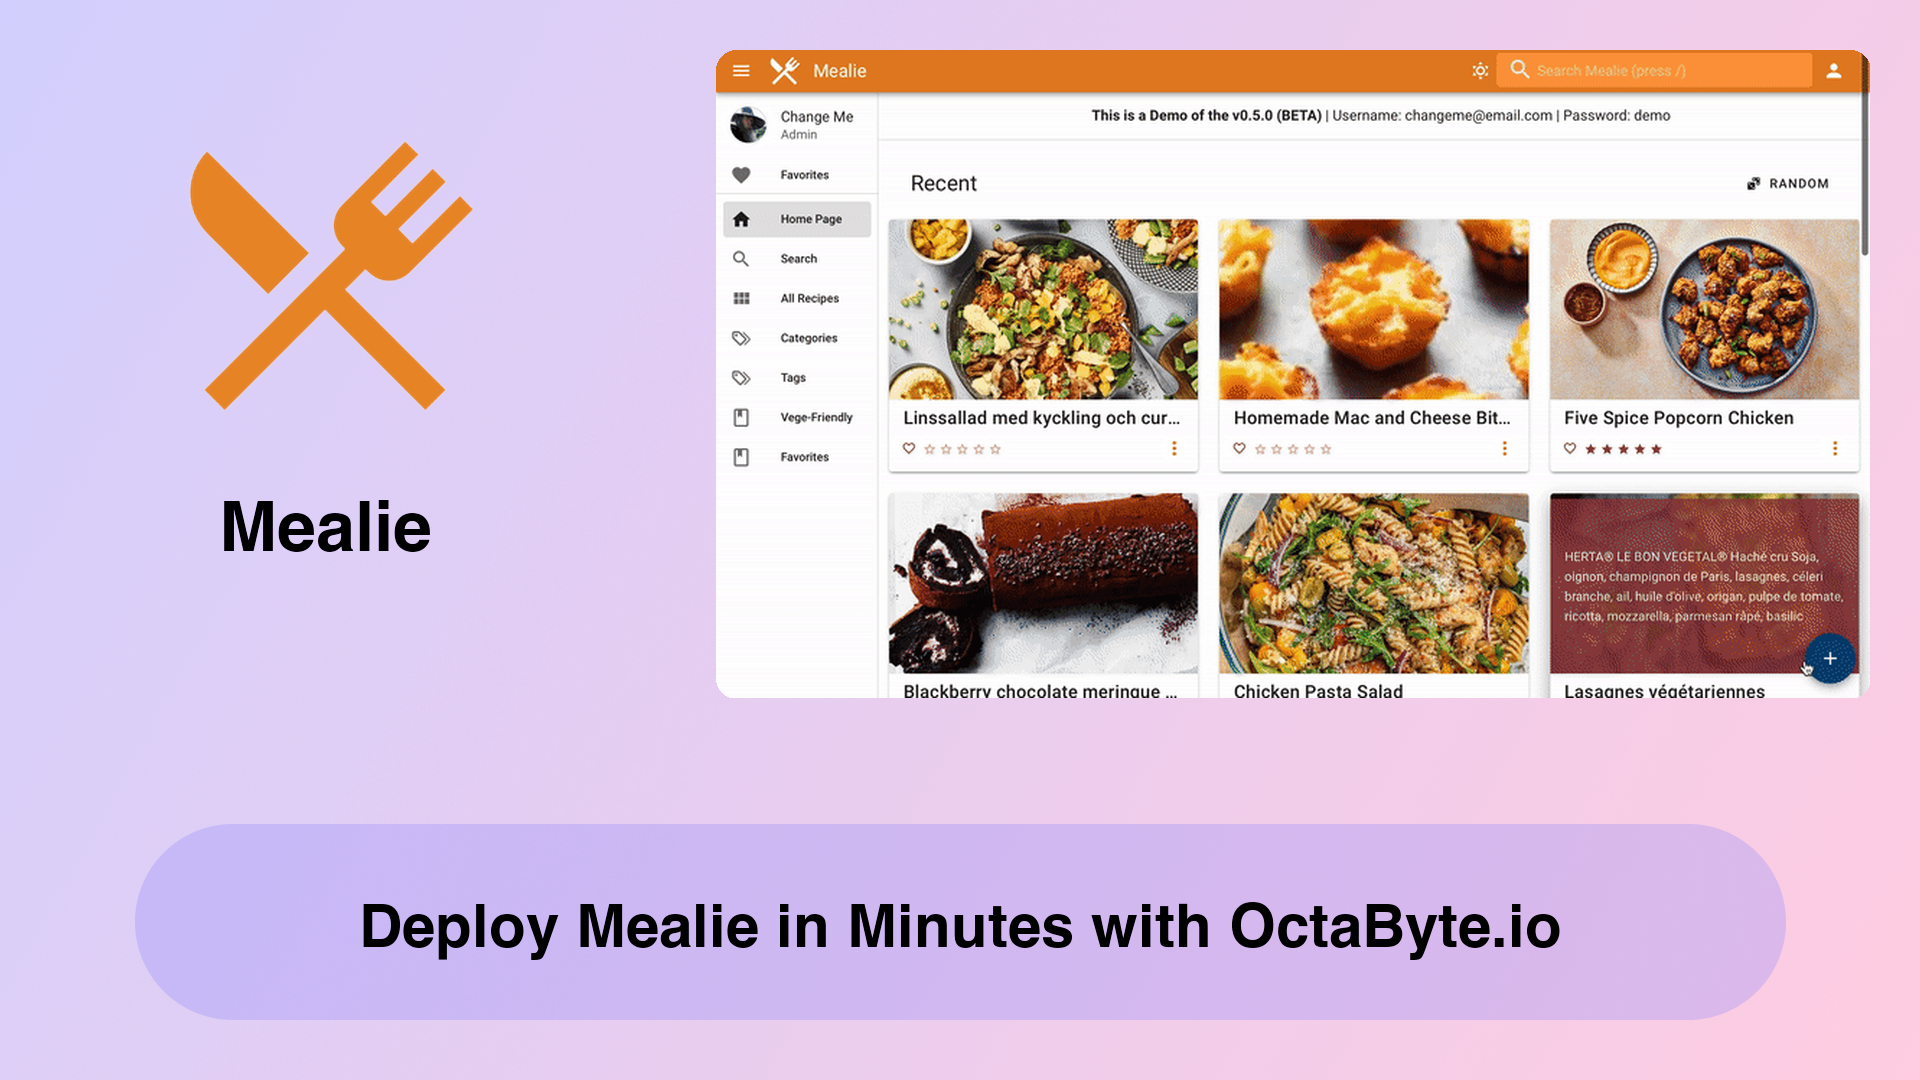 Mealie
Mealie
Search Mealie (press /)
Change Me
Admin
Favorites
Home Page
Search
All Recipes
Categories
Tags
Vege-Friendly
Favorites
This is a Demo of the v0.5.0 (BETA) | Username: changeme@email.com | Password: demo
Recent
RANDOM
Linssallad med kyckling och cur...
Homemade Mac and Cheese Bit...
Five Spice Popcorn Chicken
HERTA® LE BON VEGETAL® Haché cru Soja,
oignon, champignon de Paris, lasagnes, céleri
branche, ail, huile d'olive, origan, pulpe de tomate,
ricotta, mozzarella, parmesan râpé, basilic
Blackberry chocolate meringue ...
Chicken Pasta Salad
Lasagnes végétariennes
Deploy Mealie in Minutes with OctaByte.io